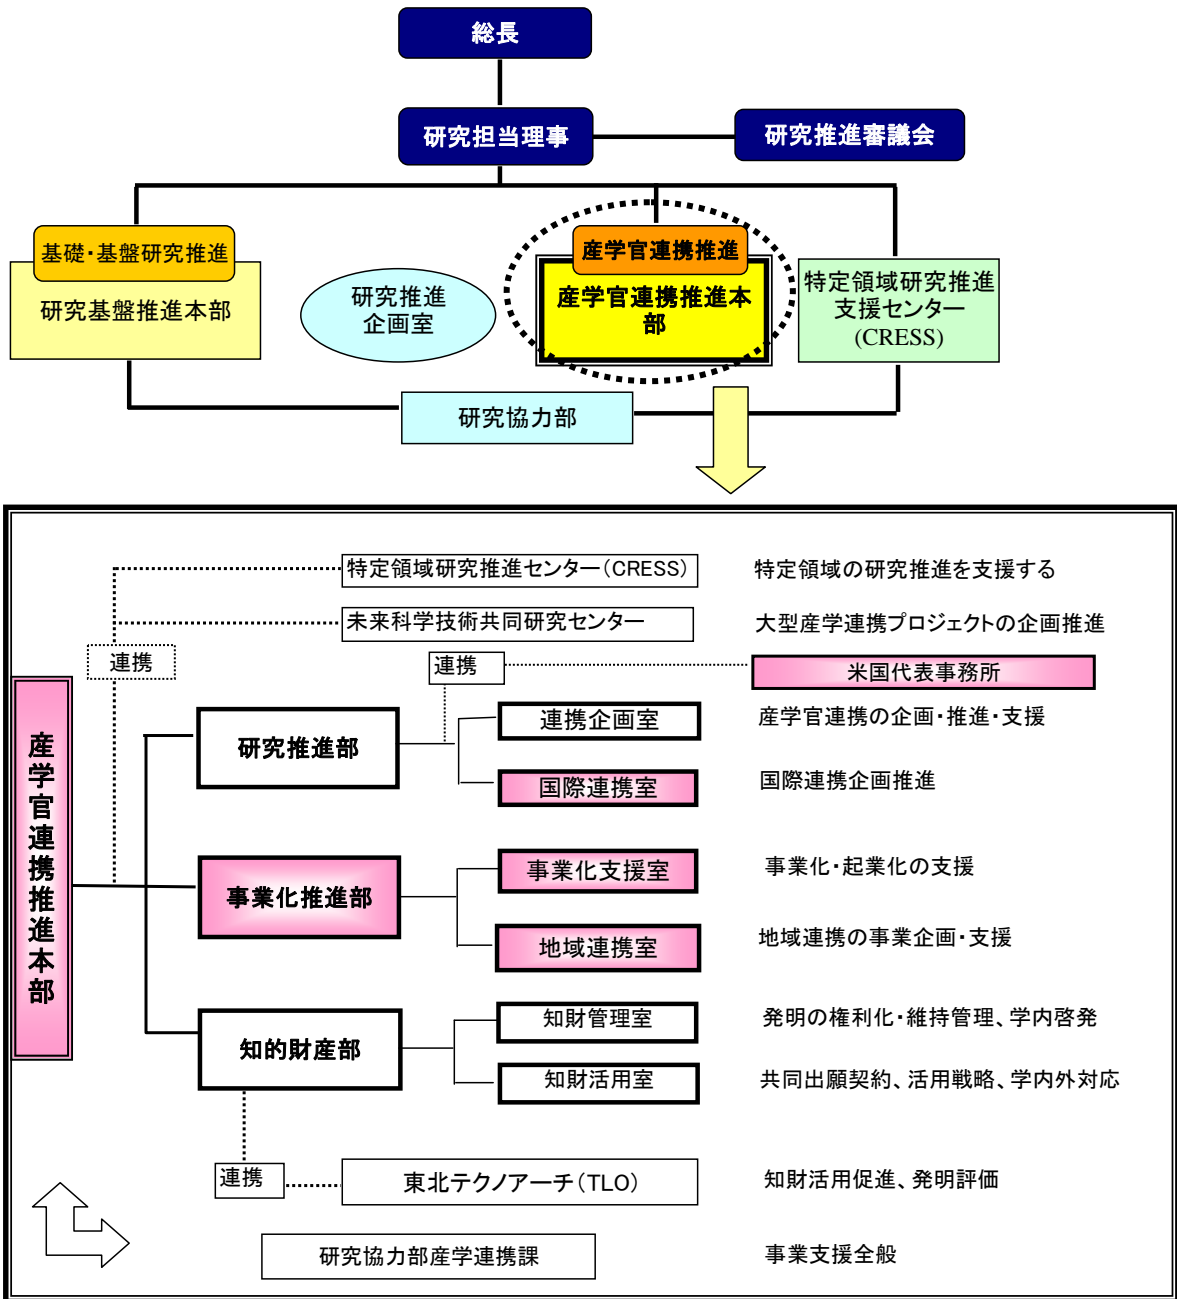 総長
研究担当理事
研究推進審議会
基礎・基盤研究推進
研究基盤推進本部
研究推進
企画室
産学官連携推進
産学官連携推進本
部
特定領域研究推進
支援センター
(CRESS)
研究協力部
特定領域研究推進センター（CRESS）
特定領域の研究推進を支援する
未来科学技術共同研究センター
大型産学連携プロジェクトの企画推進
連携
連携
米国代表事務所
産学官連携推進本部
研究推進部
連携企画室
産学官連携の企画・推進・支援
国際連携室
国際連携企画推進
事業化推進部
事業化支援室
事業化・起業化の支援
地域連携室
地域連携の事業企画・支援
知的財産部
知財管理室
発明の権利化・維持管理、学内啓発
知財活用室
共同出願契約、活用戦略、学内外対応
連携
東北テクノアーチ（TLO）
知財活用促進、発明評価
研究協力部産学連携課
事業支援全般